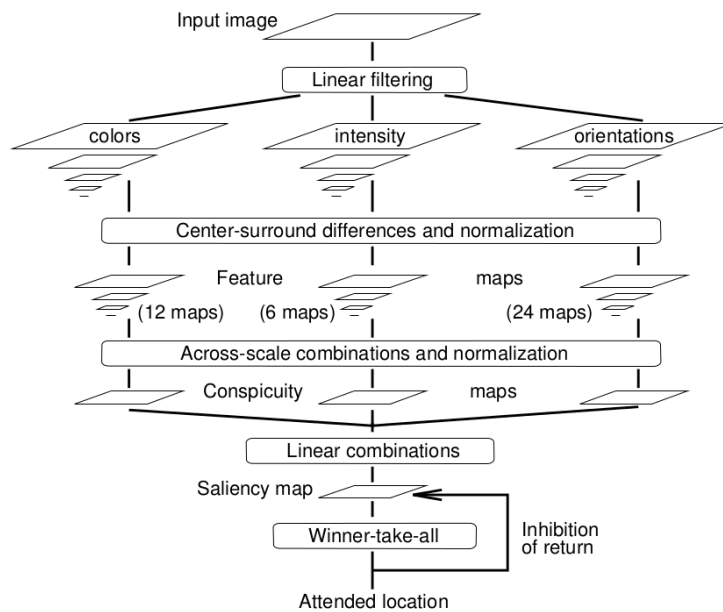 Input image
Linear filtering
colors
intensity
orientations
Center-surround differences and normalization
Feature maps
(12 maps)
(6 maps)
(24 maps)
Across-scale combinations and normalization
Conspicuity maps
Linear combinations
Saliency map
Winner-take-all
Inhibition
of return
Attended location